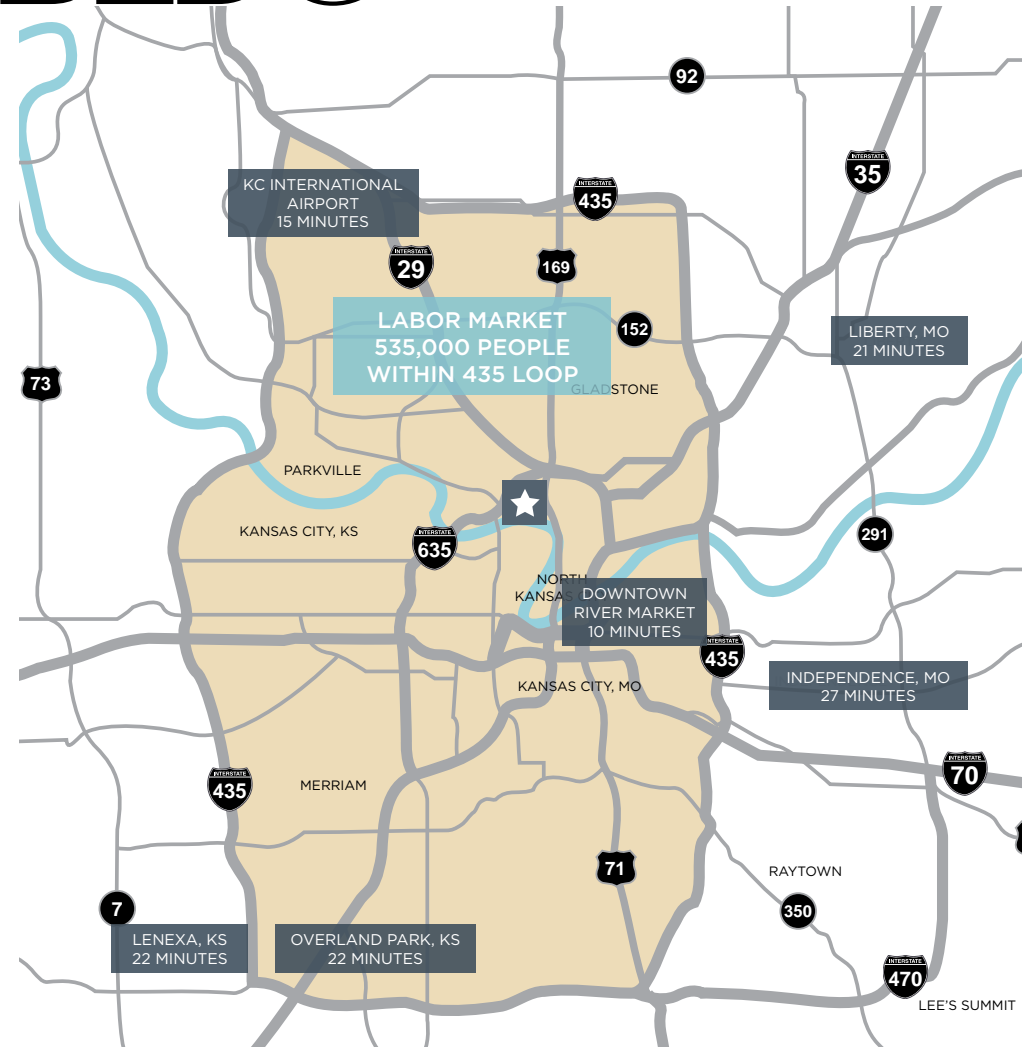 92
INTERSTATE
35
KC INTERNATIONAL
AIRPORT
15 MINUTES
INTERSTATE
435
INTERSTATE
29
169
LABOR MARKET
535,000 PEOPLE
WITHIN 435 LOOP
152
LIBERTY, MO
21 MINUTES
73
GLADSTONE
PARKVILLE
KANSAS CITY, KS
INTERSTATE
635
291
NORTH
KANSAS
DOWNTOWN
RIVER MARKET
10 MINUTES
INTERSTATE
435
INDEPENDENCE, MO
27 MINUTES
KANSAS CITY, MO
INTERSTATE
435
MERRIAM
INTERSTATE
70
71
RAYTOWN
7
350
LENEXA, KS
22 MINUTES
OVERLAND PARK, KS
22 MINUTES
INTERSTATE
470
LEE'S SUMMIT